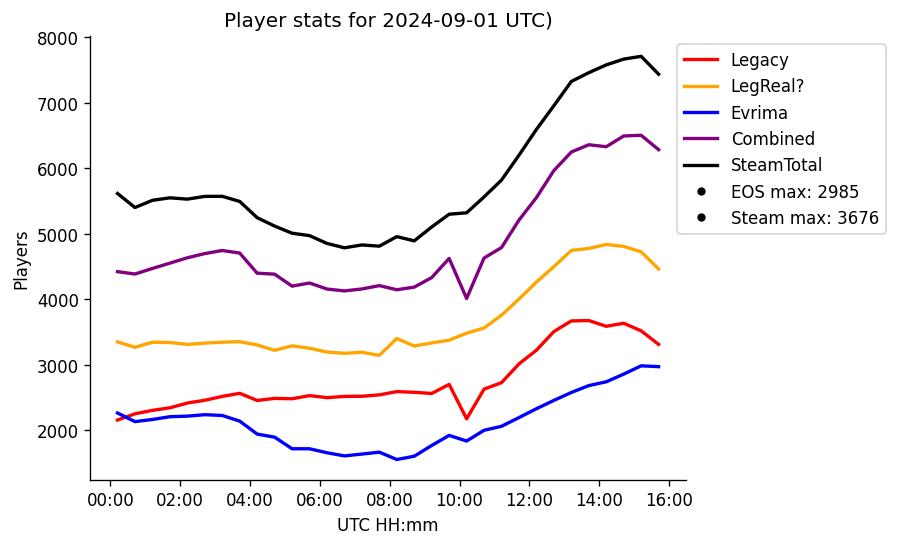 Player stats for 2024-09-01 UTC)
8000
7000
6000
5000
4000
3000
2000
Players
00:00 02:00 04:00 06:00 08:00 10:00 12:00 14:00 16:00
UTC HH:mm
Legacy
LegReal?
Evrima
Combined
SteamTotal
EOS max: 2985
Steam max: 3676